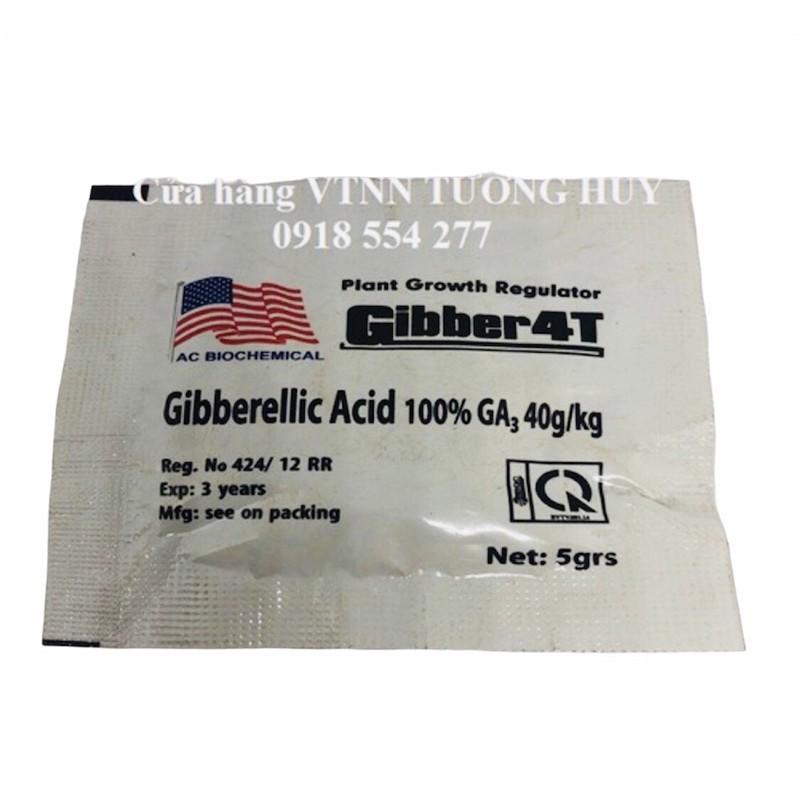 Cửa hàng VTNN TƯỜNG HUY
0918 554 277
Plant Growth Regulator
Gibber4T
AC BIOCHEMICAL
Gibberellic Acid 100% GA₃ 40g/kg
Reg. No 424/ 12 RR
Exp: 3 years
Mfg: see on packing
Net: 5grs